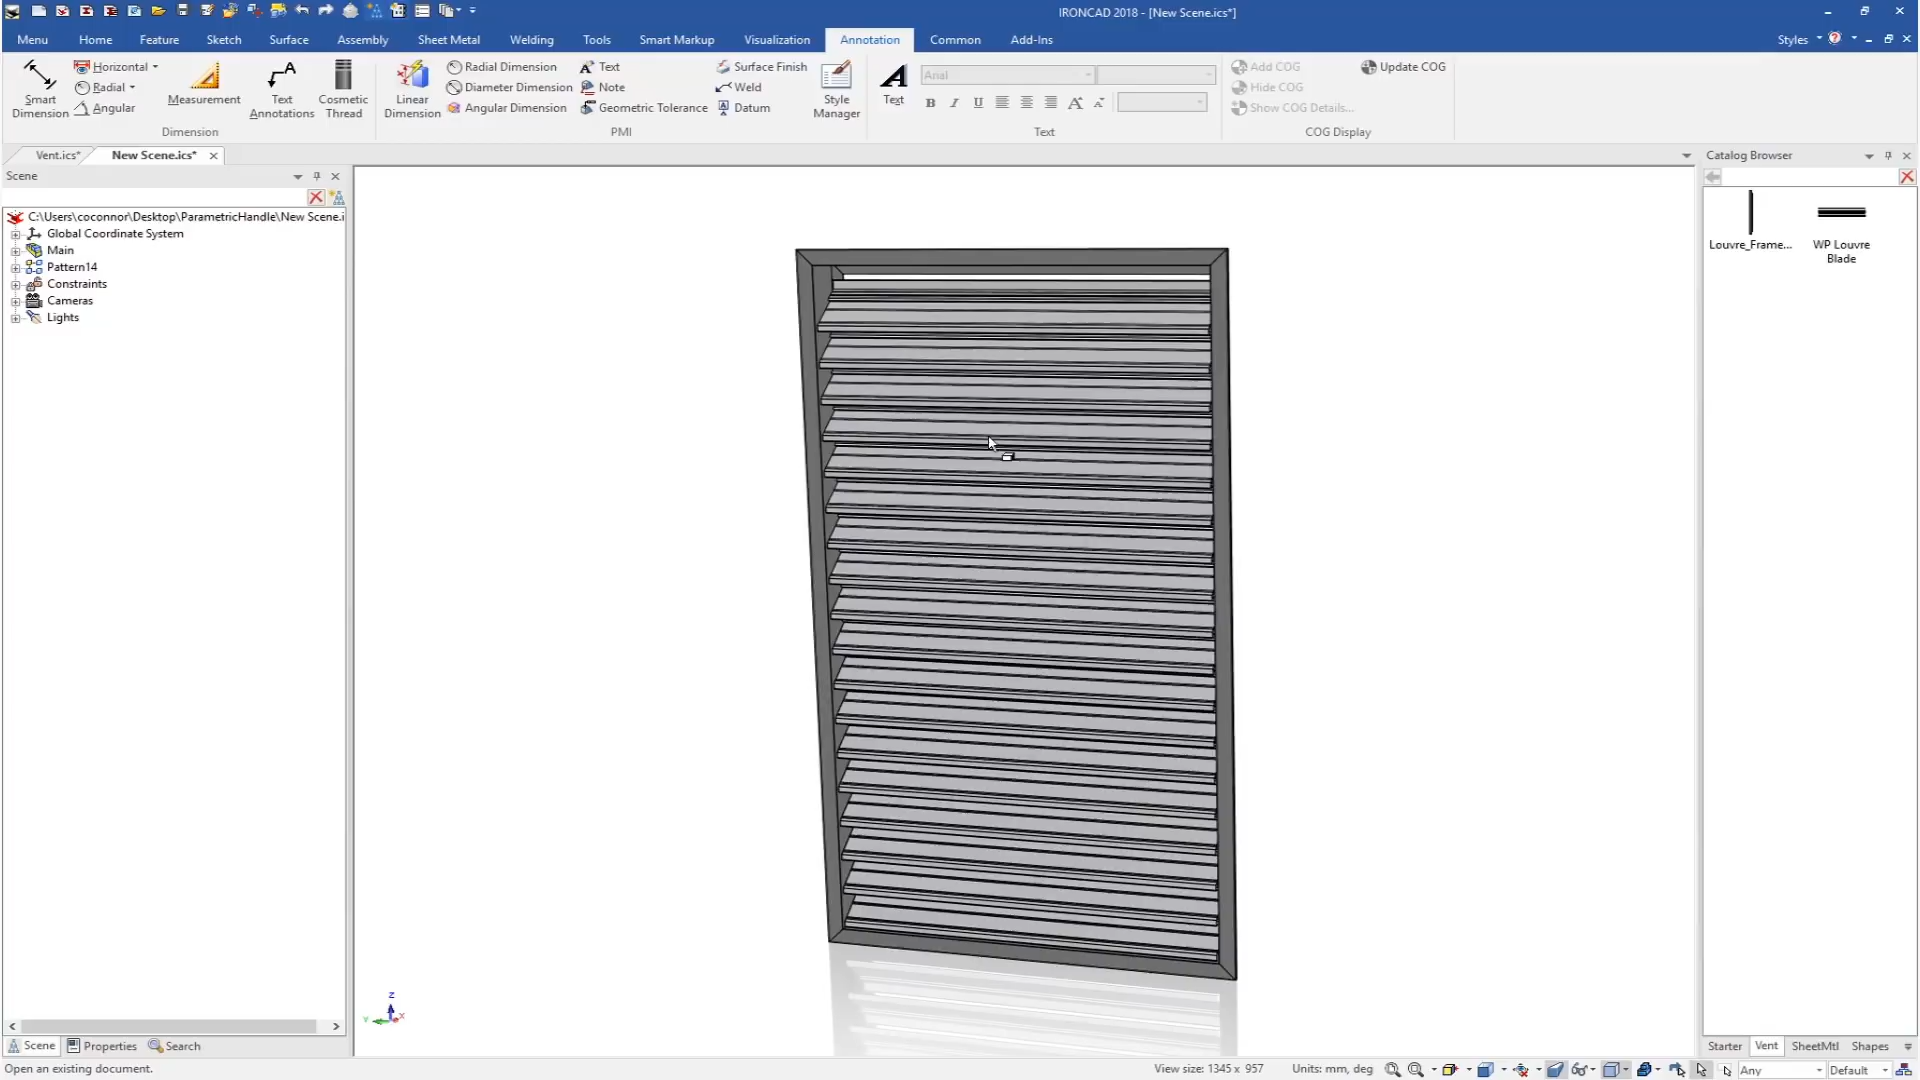 IRONCAD 2018 - [New Scene.ics*]
Menu Home Feature Sketch Surface Assembly Sheet Metal Welding Tools Smart Markup Visualization Annotation Common Add-Ins Styles
Smart Dimension
Horizontal
Radial
Angular
Measurement
Text Annotations
Cosmetic Thread
Dimension
Linear Dimension
Radial Dimension
Diameter Dimension
Angular Dimension
Text
Note
Geometric Tolerance
Surface Finish
Weld
Datum
Style Manager
PMI
Text
Arial
B I U A A
Text
Add COG
Hide COG
Show COG Details...
Update COG
COG Display
Vent.ics* New Scene.ics*
Scene
C:\Users\coconnor\Desktop\ParametricHandle\New Scene.i
Global Coordinate System
Main
Pattern14
Constraints
Cameras
Lights
Catalog Browser
Louvre_Frame...
WP Louvre Blade
Z
Y X
Scene Properties Search
Starter Vent SheetMtl Shapes
Open an existing document.
View size: 1345 x 957
Units: mm, deg
Any
Default